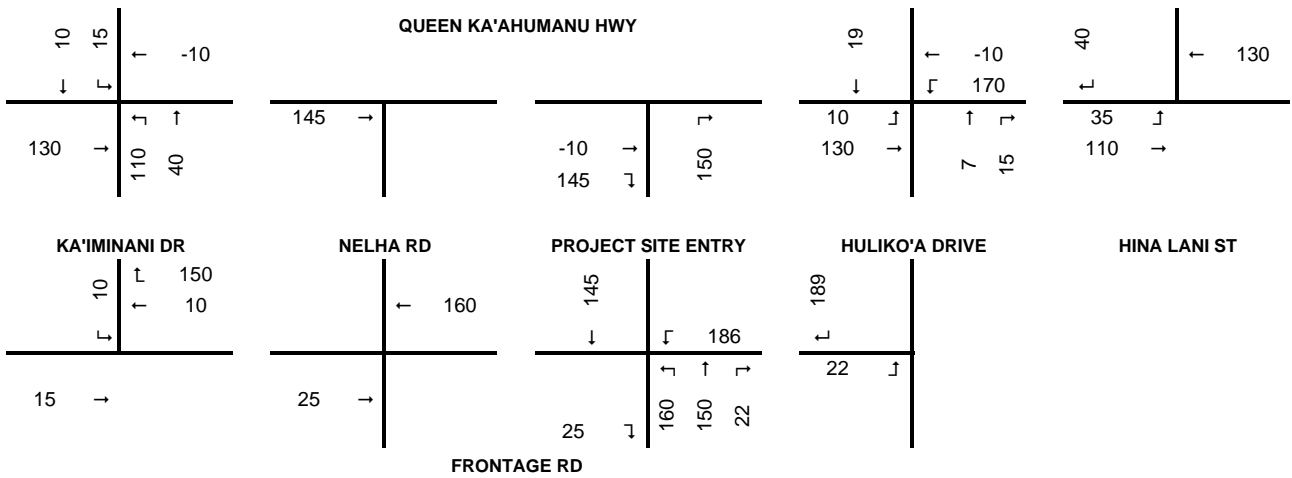 QUEEN KA'AHUMANU HWY
10 15 ← -10
↓ ↳
130 → ↰ ↑
110 40
145 →
-10 → ↱
145 ↴ 150
19 ← -10
↓ ↲ 170
10 ⮥ ↑ ↱
130 → 7 15
40 ← 130
↵
35 ⮥
110 →
KA'IMINANI DR NELHA RD PROJECT SITE ENTRY HULIKO'A DRIVE HINA LANI ST
10 ↑ 150
↳ ← 10
15 →
← 160
25 →
145
↓ ↲ 186
↰ ↑ ↱
25 ↴ 160 150 22
189
↵
22 ⮥
FRONTAGE RD